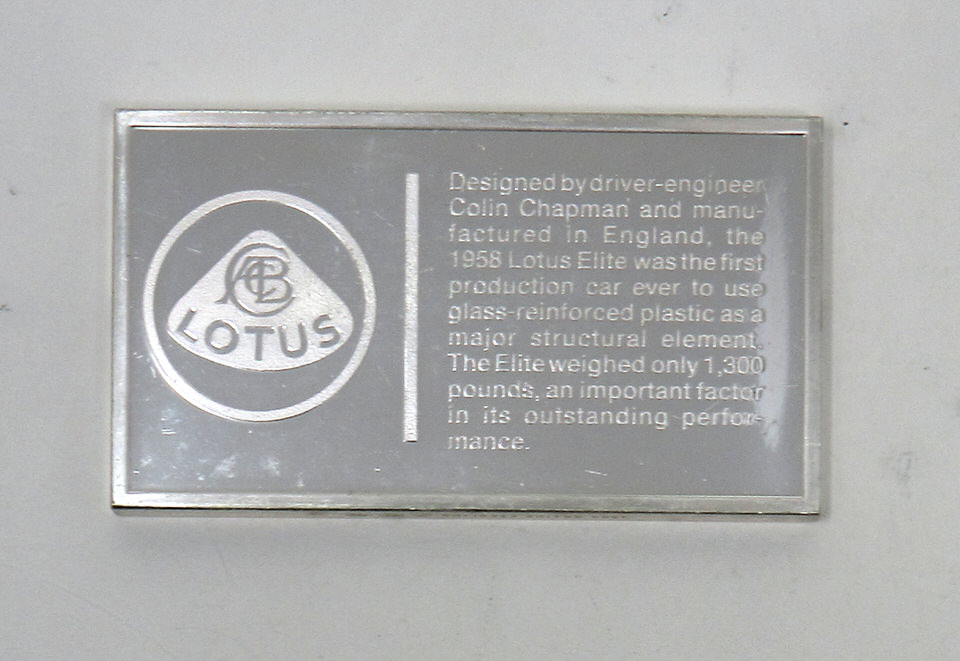 ACBC
LOTUS
Designed by driver-engineer
Colin Chapman and manu-
factured in England, the
1958 Lotus Elite was the first
production car ever to use
glass-reinforced plastic as a
major structural element.
The Elite weighed only 1,300
pounds, an important factor
in its outstanding perfor-
mance.